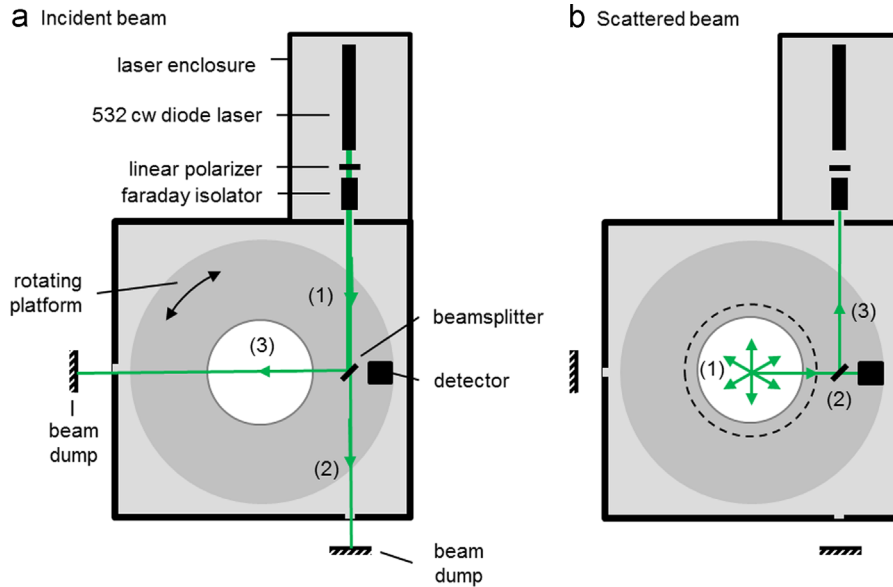 a Incident beam
laser enclosure
532 cw diode laser
linear polarizer
faraday isolator
rotating
platform
(1)
(3)
beamsplitter
detector
beam
dump
(2)
beam
dump
b Scattered beam
(3)
(1)
(2)